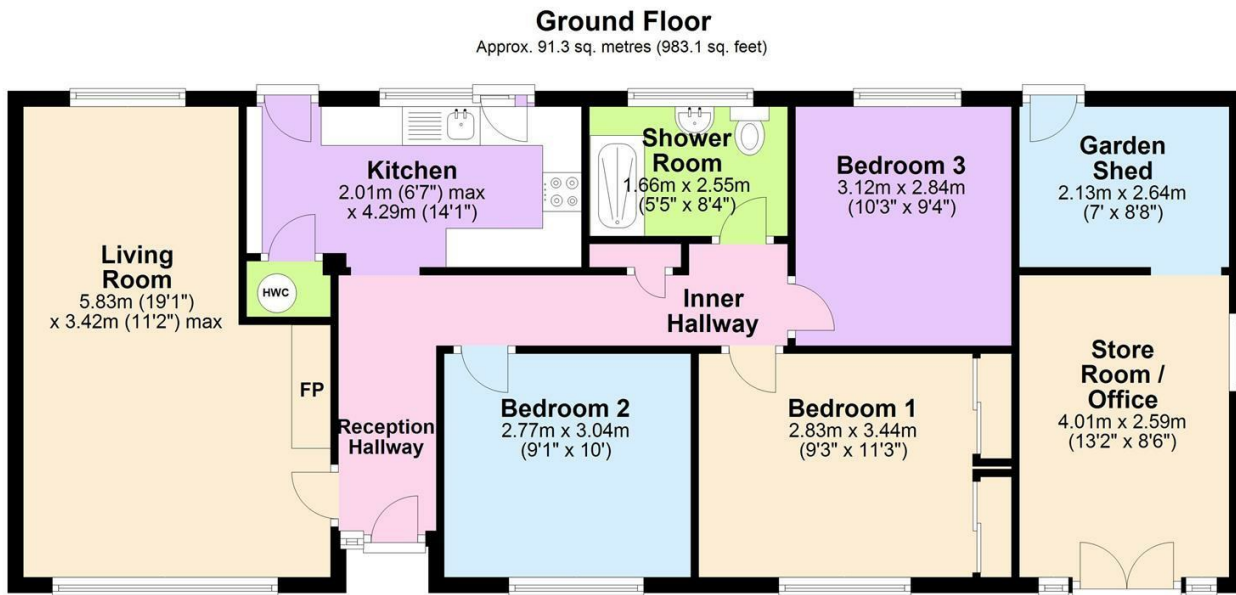 Ground Floor
Approx. 91.3 sq. metres (983.1 sq. feet)
Kitchen
2.01m (6'7") max
x 4.29m (14'1")
Shower
Room
1.66m x 2.55m
(5'5" x 8'4")
Bedroom 3
3.12m x 2.84m
(10'3" x 9'4")
Garden
Shed
2.13m x 2.64m
(7' x 8'8")
Living
Room
5.83m (19'1")
x 3.42m (11'2") max
HWC
Inner
Hallway
FP
Reception
Hallway
Bedroom 2
2.77m x 3.04m
(9'1" x 10')
Bedroom 1
2.83m x 3.44m
(9'3" x 11'3")
Store
Room /
Office
4.01m x 2.59m
(13'2" x 8'6")